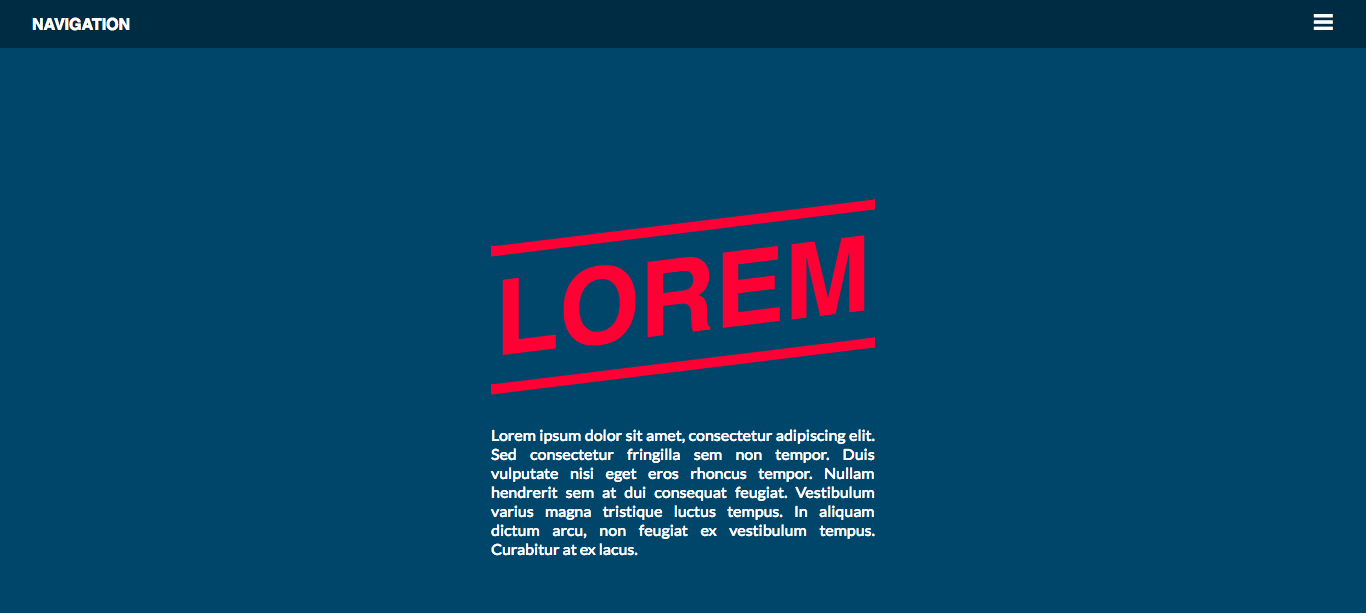 NAVIGATION
LOREM
Lorem ipsum dolor sit amet, consectetur adipiscing elit.
Sed consectetur fringilla sem non tempor. Duis
vulputate nisi eget eros rhoncus tempor. Nullam
hendrerit sem at dui consequat feugiat. Vestibulum
varius magna tristique luctus tempus. In aliquam
dictum arcu, non feugiat ex vestibulum tempus.
Curabitur at ex lacus.